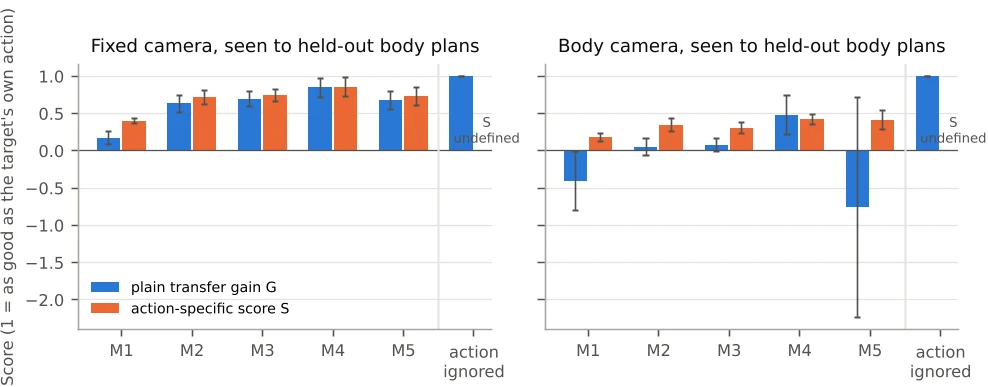 Score (1 = as good as the target's own action)
Fixed camera, seen to held-out body plans
1.0
0.5
0.0
−0.5
−1.0
−1.5
−2.0
S
undefined
plain transfer gain G
action-specific score S
M1 M2 M3 M4 M5 action
ignored
Body camera, seen to held-out body plans
S
undefined
M1 M2 M3 M4 M5 action
ignored